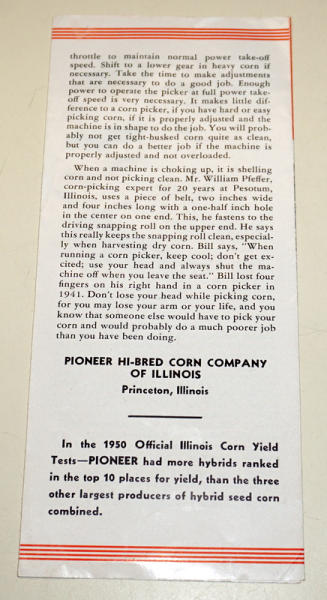 throttle to maintain normal power take-off
speed. Shift to a lower gear in heavy corn if
necessary. Take the time to make adjustments
that are necessary to do a good job. Enough
power to operate the picker at full power take-
off speed is very necessary. It makes little dif-
ference to a corn picker, if you have hard or easy
picking corn, if it is properly adjusted and the
machine is in shape to do the job. You will prob-
ably not get tight-husked corn quite as clean,
but you can do a better job if the machine is
properly adjusted and not overloaded.
When a machine is choking up, it is shelling
corn and not picking clean. Mr. William Pfeffer,
corn-picking expert for 20 years at Pesotum,
Illinois, uses a piece of belt, two inches wide
and four inches long with a one-half inch hole
in the center on one end. This, he fastens to the
driving snapping roll on the upper end. He says
this really keeps the snapping roll clean, especial-
ly when harvesting dry corn. Bill says, "When
running a corn picker, keep cool; don't get ex-
cited; use your head and always shut the ma-
chine off when you leave the seat." Bill lost four
fingers on his right hand in a corn picker in
1941. Don't lose your head while picking corn,
for you may lose your arm or your life, and you
know that someone else would have to pick your
corn and would probably do a much poorer job
than you have been doing.
PIONEER HI-BRED CORN COMPANY
OF ILLINOIS
Princeton, Illinois
In the 1950 Official Illinois Corn Yield
Tests—PIONEER had more hybrids ranked
in the top 10 places for yield, than the three
other largest producers of hybrid seed corn
combined.